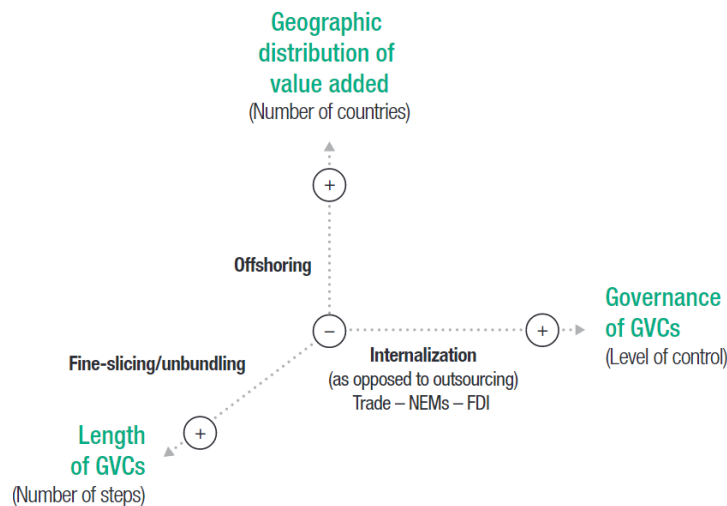 Geographic
distribution of
value added
(Number of countries)
+
Offshoring
Governance
of GVCs
(Level of control)
−
+
Internalization
(as opposed to outsourcing)
Trade – NEMs – FDI
Fine-slicing/unbundling
+
Length
of GVCs
(Number of steps)